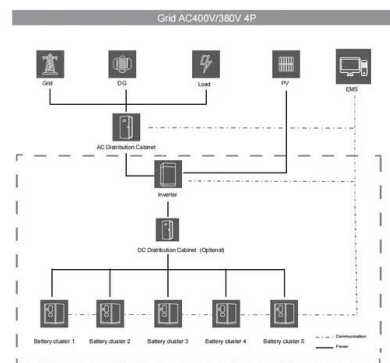 Grid AC400V/380V 4P
Grid
DG
Load
PV
EMS
AC Distribution Cabinet
Inverter
DC Distribution Cabinet (Optional)
Battery cluster 1
Battery cluster 2
Battery cluster 3
Battery cluster 4
Battery cluster 5
Communication
Power